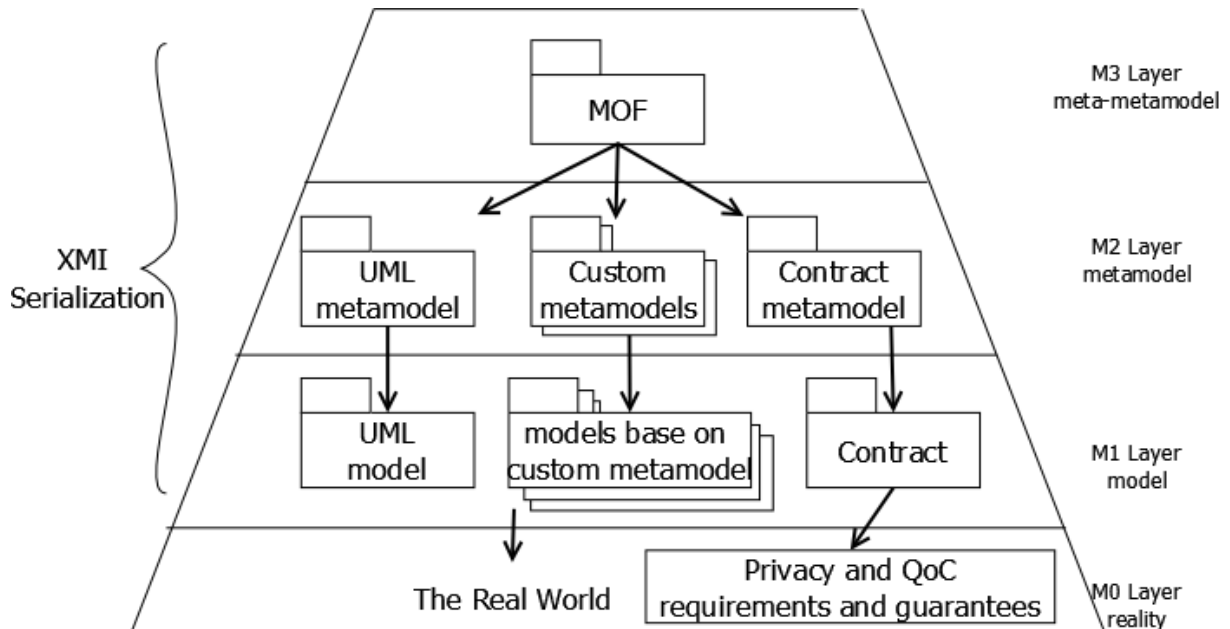 M3 Layer
meta-metamodel
MOF
XMI
Serialization
M2 Layer
metamodel
UML
metamodel
Custom
metamodels
Contract
metamodel
UML
model
models base on
custom metamodel
Contract
M1 Layer
model
The Real World
Privacy and QoC
requirements and guarantees
M0 Layer
reality